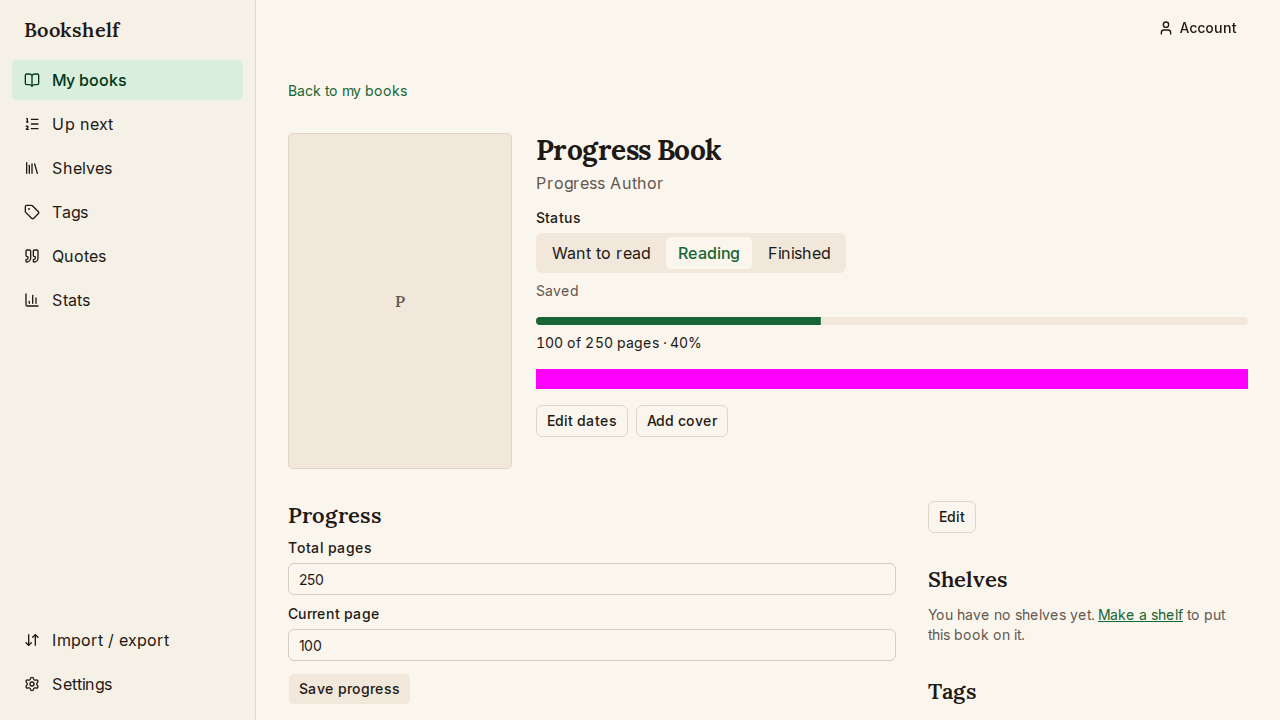 Bookshelf
My books
Up next
Shelves
Tags
Quotes
Stats
Import / export
Settings
Account
Back to my books
P
Progress Book
Progress Author
Status
Want to read
Reading
Finished
Saved
100 of 250 pages · 40%
Edit dates
Add cover
Progress
Total pages
250
Current page
100
Save progress
Edit
Shelves
You have no shelves yet. Make a shelf to put
this book on it.
Tags